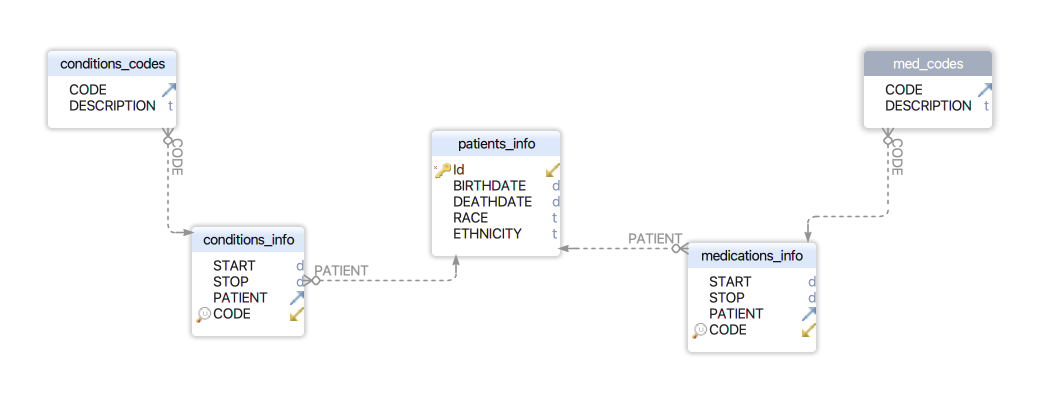 conditions_codes
CODE
DESCRIPTION t
CODE
med_codes
CODE
DESCRIPTION t
CODE
patients_info
Id
BIRTHDATE d
DEATHDATE d
RACE t
ETHNICITY t
conditions_info
START d
STOP d
PATIENT
CODE
PATIENT
PATIENT
medications_info
START d
STOP d
PATIENT
CODE